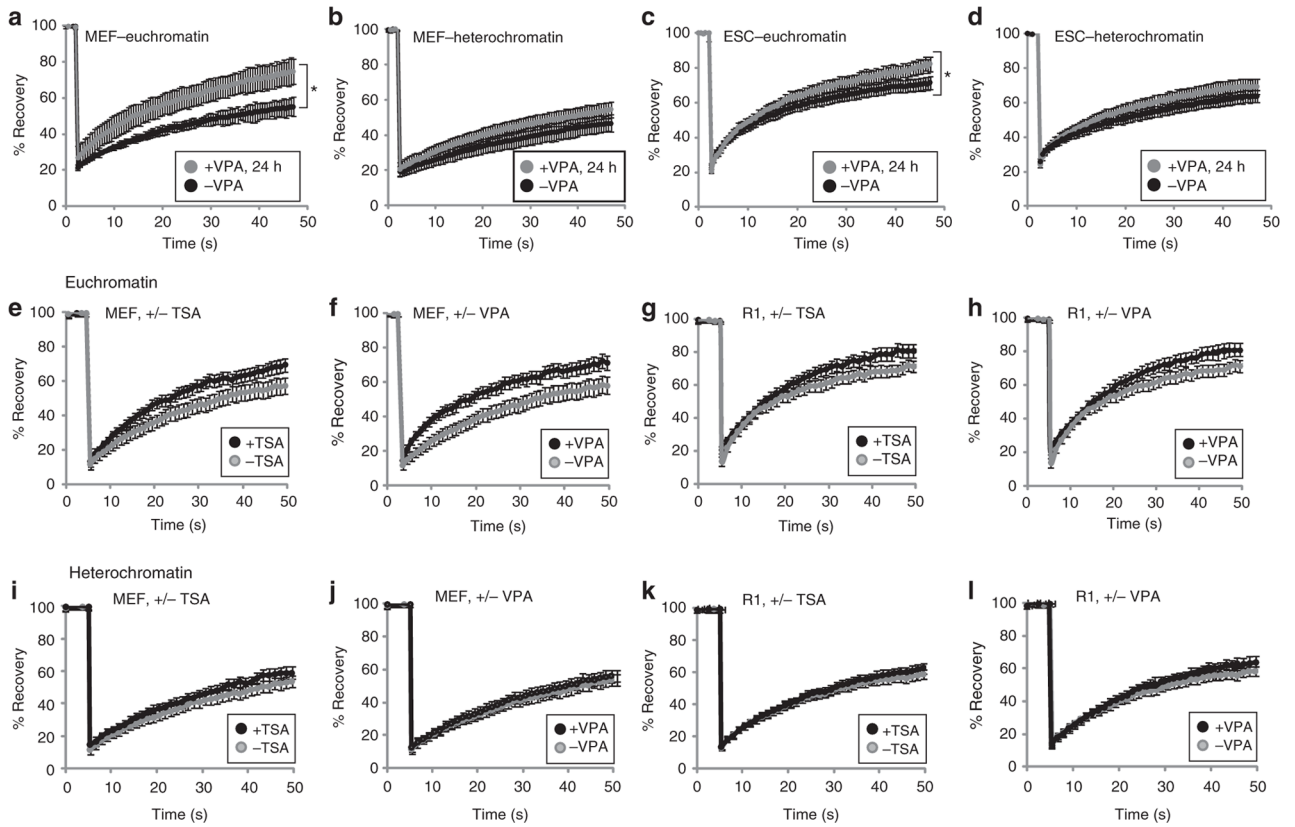 a
MEF–euchromatin
% Recovery
100
80
60
40
20
0
*
+VPA, 24 h
–VPA
0 10 20 30 40 50
Time (s)
b
MEF–heterochromatin
% Recovery
100
80
60
40
20
0
+VPA, 24 h
–VPA
0 10 20 30 40 50
Time (s)
c
ESC–euchromatin
% Recovery
100
80
60
40
20
0
*
+VPA, 24 h
–VPA
0 10 20 30 40 50
Time (s)
d
ESC–heterochromatin
% Recovery
100
80
60
40
20
0
+VPA, 24 h
–VPA
0 10 20 30 40 50
Time (s)
Euchromatin
e
MEF, +/– TSA
% Recovery
100
80
60
40
20
0
+TSA
–TSA
0 10 20 30 40 50
Time (s)
f
MEF, +/– VPA
% Recovery
100
80
60
40
20
0
+VPA
–VPA
0 10 20 30 40 50
Time (s)
g
R1, +/– TSA
% Recovery
100
80
60
40
20
0
+TSA
–TSA
0 10 20 30 40 50
Time (s)
h
R1, +/– VPA
% Recovery
100
80
60
40
20
0
+VPA
–VPA
0 10 20 30 40 50
Time (s)
Heterochromatin
i
MEF, +/– TSA
% Recovery
100
80
60
40
20
0
+TSA
–TSA
0 10 20 30 40 50
Time (s)
j
MEF, +/– VPA
% Recovery
100
80
60
40
20
0
+VPA
–VPA
0 10 20 30 40 50
Time (s)
k
R1, +/– TSA
% Recovery
100
80
60
40
20
0
+TSA
–TSA
0 10 20 30 40 50
Time (s)
l
R1, +/– VPA
% Recovery
100
80
60
40
20
0
+VPA
–VPA
0 10 20 30 40 50
Time (s)